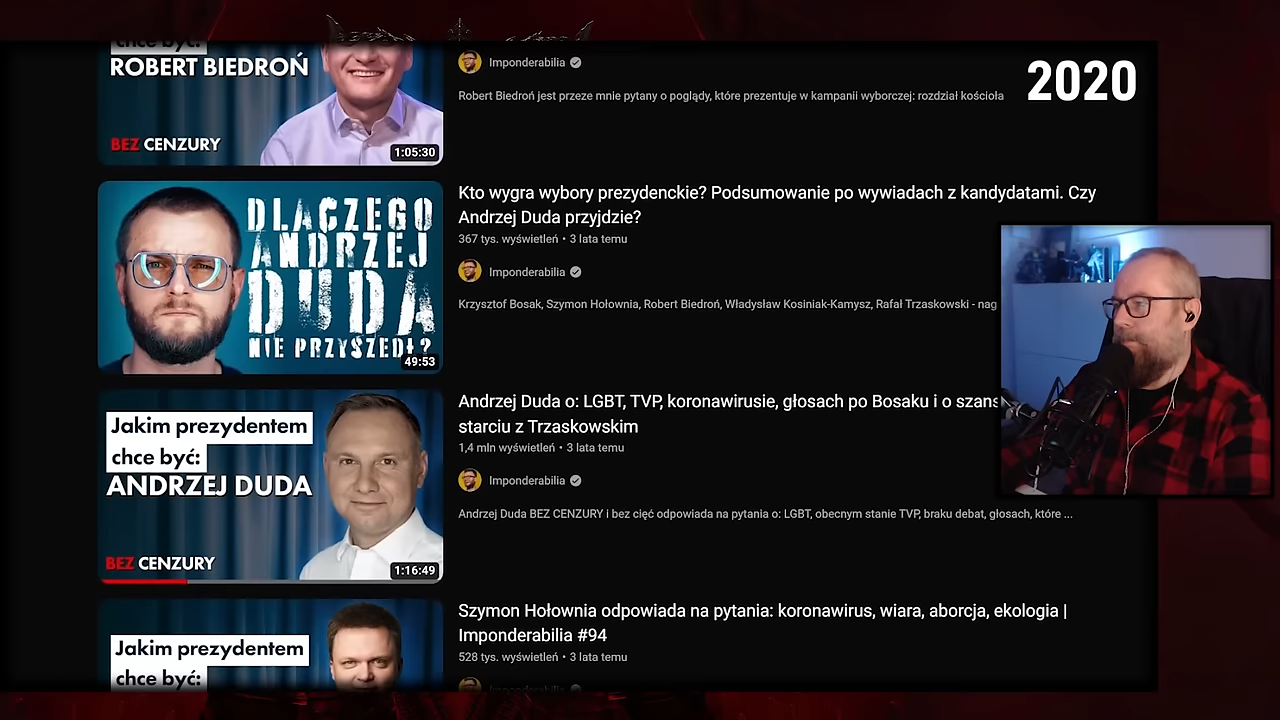 chce być:
ROBERT BIEDROŃ
BEZ CENZURY
1:05:30
Imponderabilia
Robert Biedroń jest przeze mnie pytany o poglądy, które prezentuje w kampanii wyborczej: rozdział kościoła
2020
DLACZEGO
ANDRZEJ
DUDA
NIE PRZYSZEDŁ?
49:53
Kto wygra wybory prezydenckie? Podsumowanie po wywiadach z kandydatami. Czy
Andrzej Duda przyjdzie?
367 tys. wyświetleń • 3 lata temu
Imponderabilia
Krzysztof Bosak, Szymon Hołownia, Robert Biedroń, Władysław Kosiniak-Kamysz, Rafał Trzaskowski - nag
Jakim prezydentem
chce być:
ANDRZEJ DUDA
BEZ CENZURY
1:16:49
Andrzej Duda o: LGBT, TVP, koronawirusie, głosach po Bosaku i o szans
starciu z Trzaskowskim
1,4 mln wyświetleń • 3 lata temu
Imponderabilia
Andrzej Duda BEZ CENZURY i bez cięć odpowiada na pytania o: LGBT, obecnym stanie TVP, braku debat, głosach, które ...
Jakim prezydentem
chce być:
Szymon Hołownia odpowiada na pytania: koronawirus, wiara, aborcja, ekologia |
Imponderabilia #94
528 tys. wyświetleń • 3 lata temu
Imponderabilia